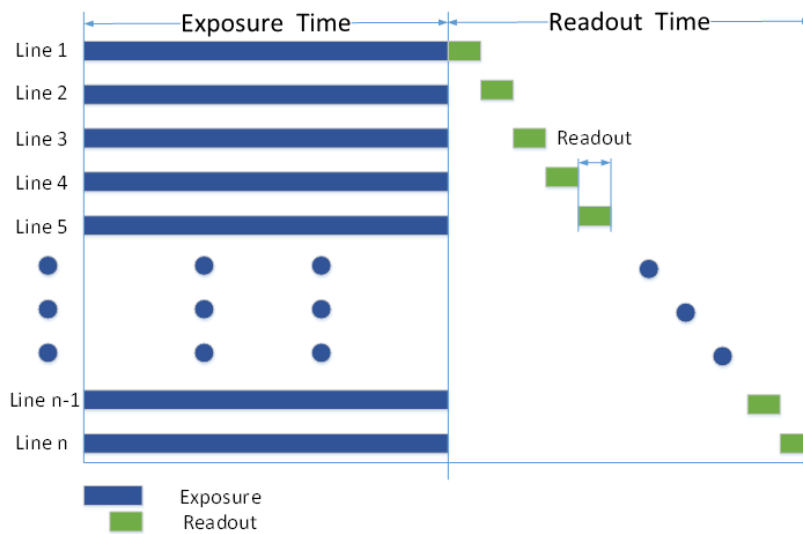 Exposure Time
Readout Time
Line 1
Line 2
Line 3
Readout
Line 4
Line 5
Line n-1
Line n
Exposure
Readout